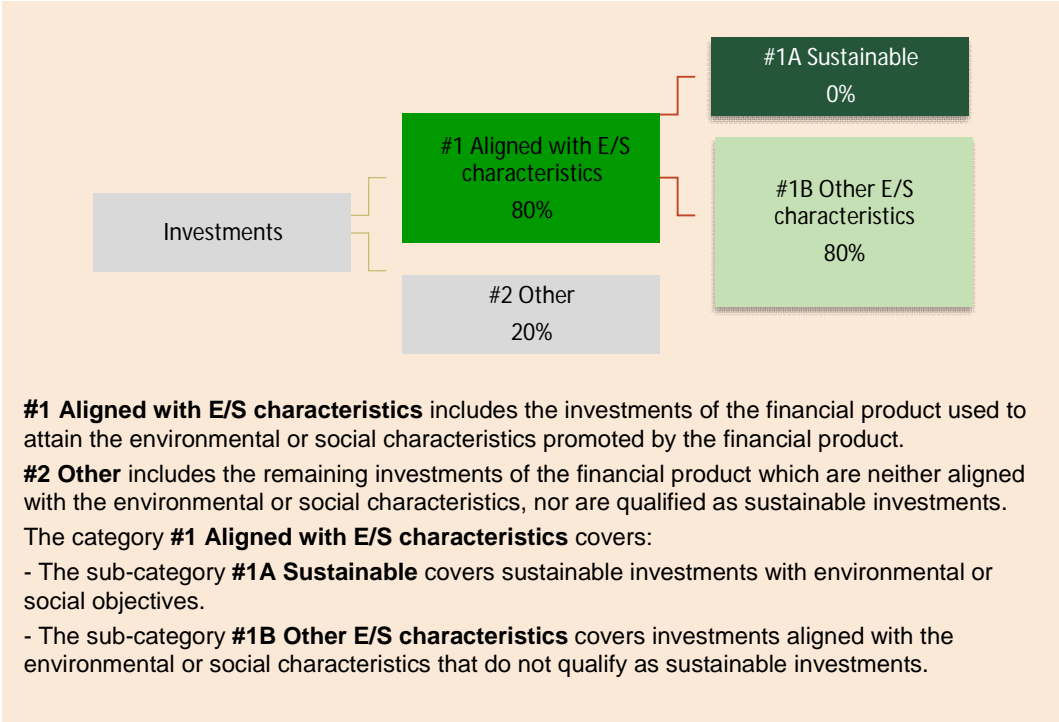 #1A Sustainable
0%
#1 Aligned with E/S
characteristics
80%
#1B Other E/S
characteristics
80%
Investments
#2 Other
20%
#1 Aligned with E/S characteristics includes the investments of the financial product used to
attain the environmental or social characteristics promoted by the financial product.
#2 Other includes the remaining investments of the financial product which are neither aligned
with the environmental or social characteristics, nor are qualified as sustainable investments.
The category #1 Aligned with E/S characteristics covers:
- The sub-category #1A Sustainable covers sustainable investments with environmental or
social objectives.
- The sub-category #1B Other E/S characteristics covers investments aligned with the
environmental or social characteristics that do not qualify as sustainable investments.